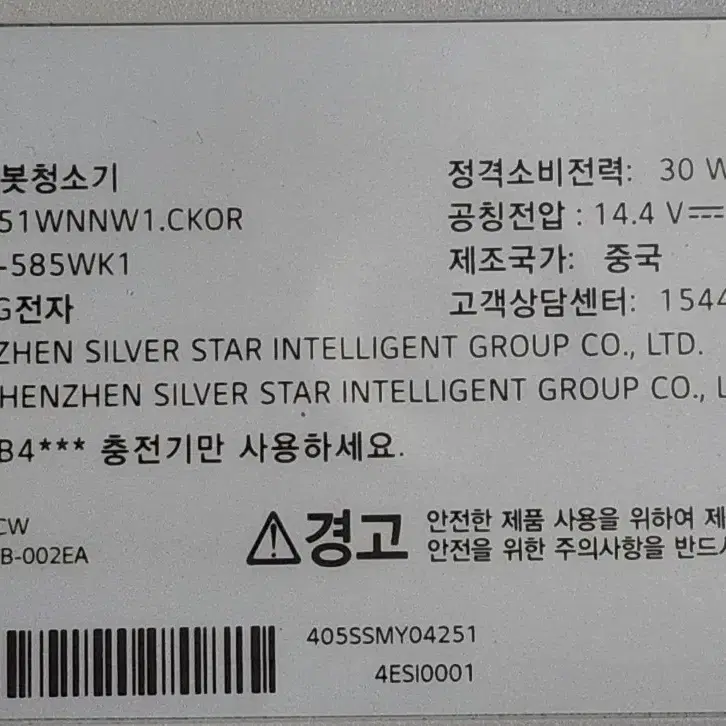 봇청소기
51WNNW1.CKOR
-585WK1
G전자
ZHEN SILVER STAR INTELLIGENT GROUP CO., LTD.
HENZHEN SILVER STAR INTELLIGENT GROUP CO., L
B4*** 충전기만 사용하세요.
정격소비전력: 30 W
공칭전압 : 14.4 V⎓
제조국가: 중국
고객상담센터: 1544
CW
B-002EA
⚠경고
안전한 제품 사용을 위하여 제
안전을 위한 주의사항을 반드시
405SSMY04251
4ESI0001